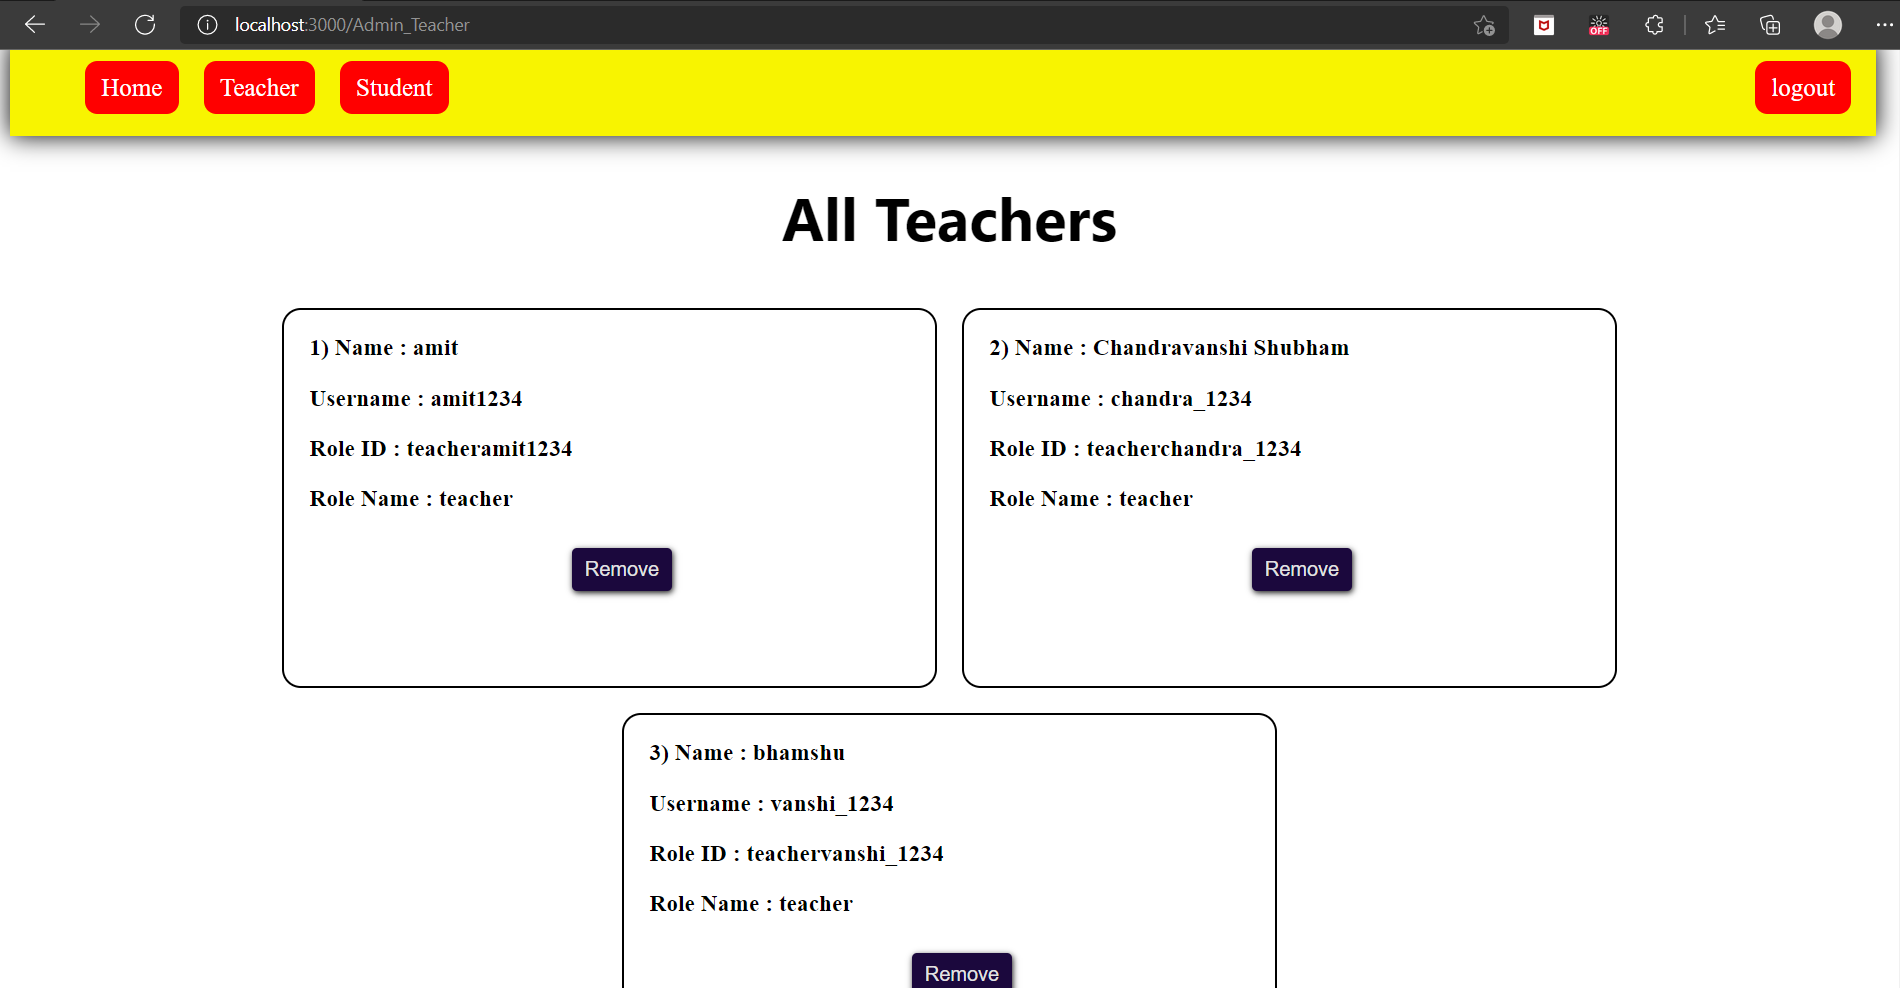 localhost:3000/Admin_Teacher
OFF
Home Teacher Student logout
All Teachers
1) Name : amit
Username : amit1234
Role ID : teacheramit1234
Role Name : teacher
Remove
2) Name : Chandravanshi Shubham
Username : chandra_1234
Role ID : teacherchandra_1234
Role Name : teacher
Remove
3) Name : bhamshu
Username : vanshi_1234
Role ID : teachervanshi_1234
Role Name : teacher
Remove